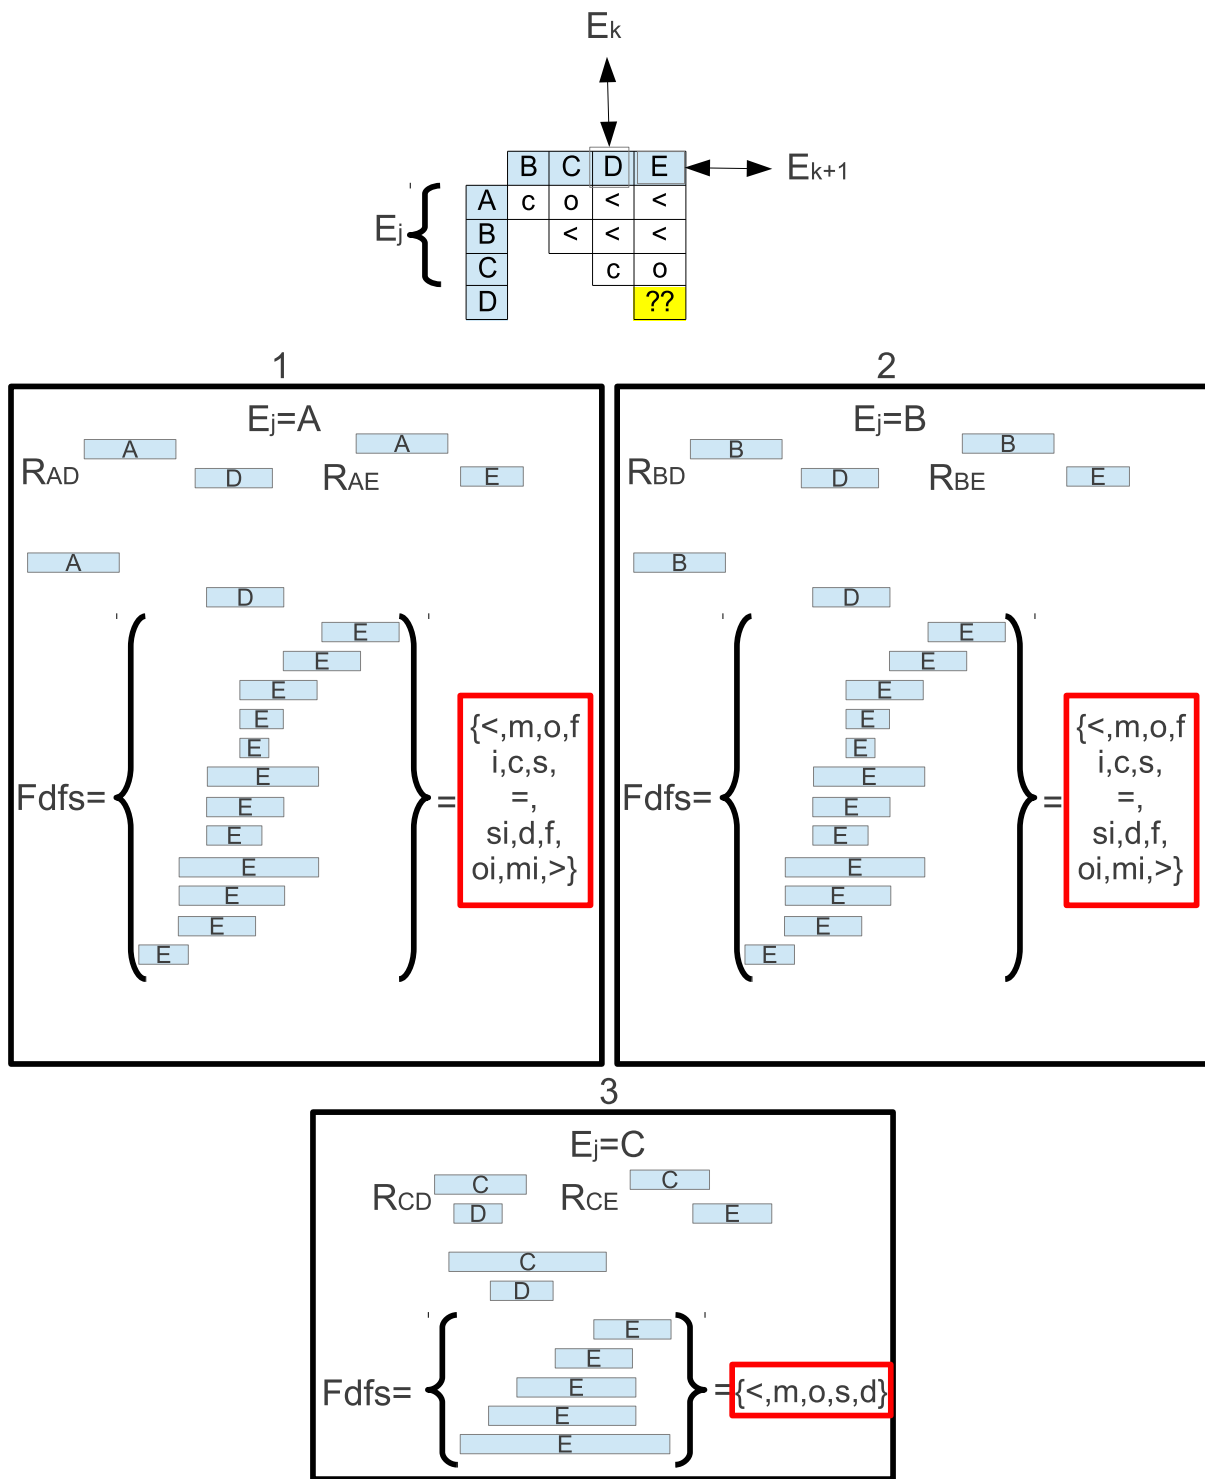 Ek
B C D E
Ek+1
A c o < <
Ej
B < < <
C c o
D ??
1
Ej=A
A
RAD
D
A
RAE
E
A
D
E
E
E
E
E
E
E
E
E
E
E
E
Fdfs=
=
{<,m,o,f
i,c,s,
=,
si,d,f,
oi,mi,>}
2
Ej=B
B
RBD
D
B
RBE
E
B
D
E
E
E
E
E
E
E
E
E
E
E
E
Fdfs=
=
{<,m,o,f
i,c,s,
=,
si,d,f,
oi,mi,>}
3
Ej=C
C
RCD
D
C
RCE
E
C
D
E
E
E
E
E
Fdfs=
=
{<,m,o,s,d}